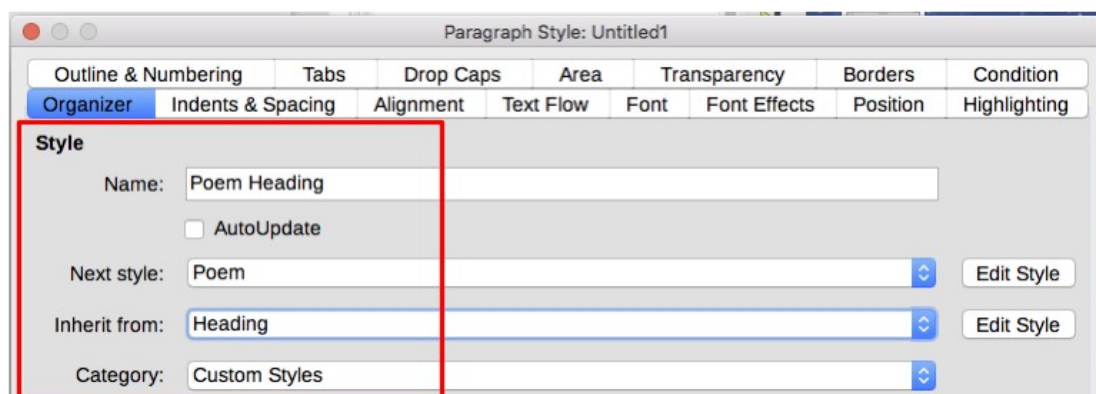 Paragraph Style: Untitled1
Outline & Numbering Tabs Drop Caps Area Transparency Borders Condition
Organizer Indents & Spacing Alignment Text Flow Font Font Effects Position Highlighting
Style
Name: Poem Heading
AutoUpdate
Next style: Poem Edit Style
Inherit from: Heading Edit Style
Category: Custom Styles